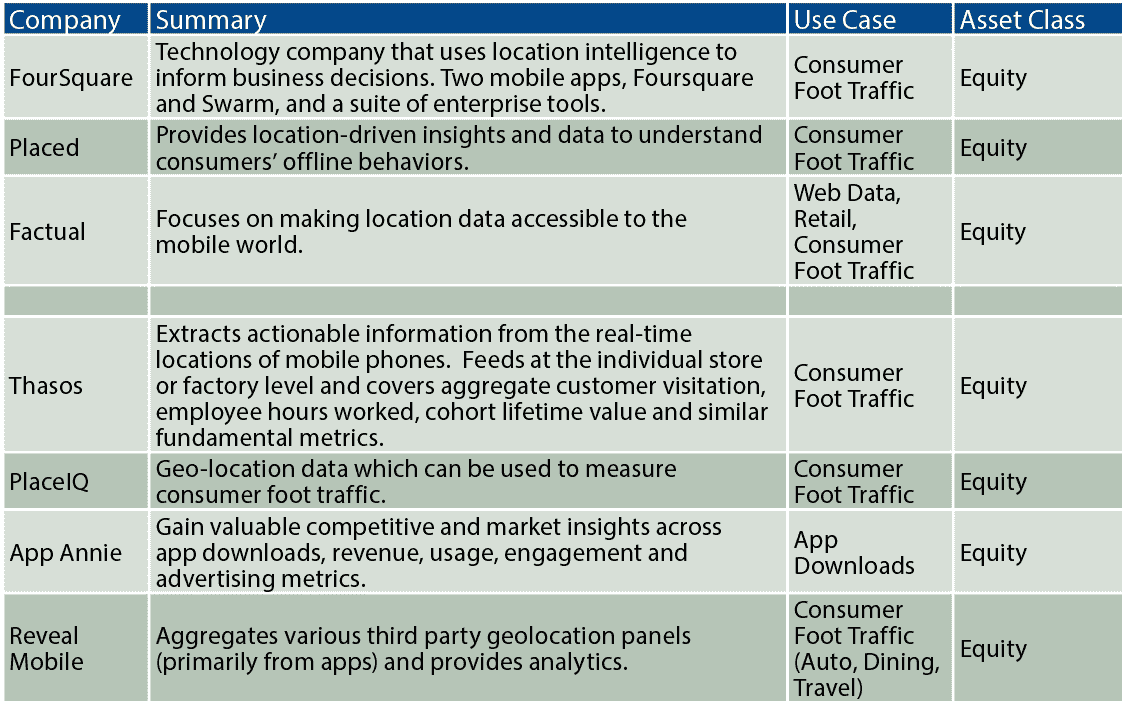 Company Summary Use Case Asset Class
FourSquare
Technology company that uses location intelligence to
inform business decisions. Two mobile apps, Foursquare
and Swarm, and a suite of enterprise tools.
Consumer
Foot Traffic
Equity
Placed
Provides location-driven insights and data to understand
consumers’ offline behaviors.
Consumer
Foot Traffic
Equity
Factual
Focuses on making location data accessible to the
mobile world.
Web Data,
Retail,
Consumer
Foot Traffic
Equity
Thasos
Extracts actionable information from the real-time
locations of mobile phones.  Feeds at the individual store
or factory level and covers aggregate customer visitation,
employee hours worked, cohort lifetime value and similar
fundamental metrics.
Consumer
Foot Traffic
Equity
PlaceIQ
Geo-location data which can be used to measure
consumer foot traffic.
Consumer
Foot Traffic
Equity
App Annie
Gain valuable competitive and market insights across
app downloads, revenue, usage, engagement and
advertising metrics.
App
Downloads
Equity
Reveal
Mobile
Aggregates various third party geolocation panels
(primarily from apps) and provides analytics.
Consumer
Foot Traffic
(Auto, Dining,
Travel)
Equity